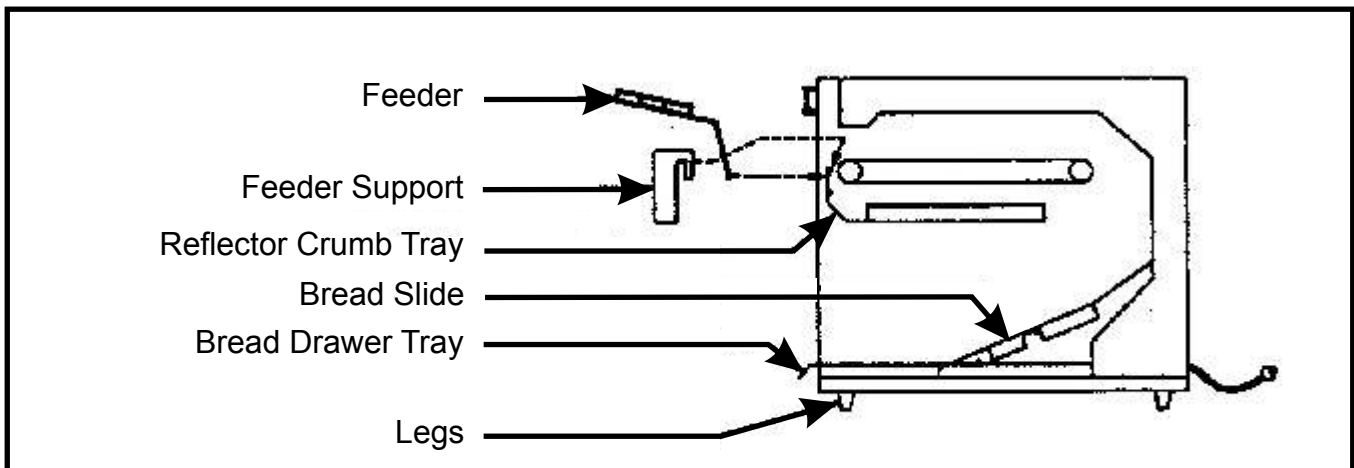 Feeder
Feeder Support
Reflector Crumb Tray
Bread Slide
Bread Drawer Tray
Legs